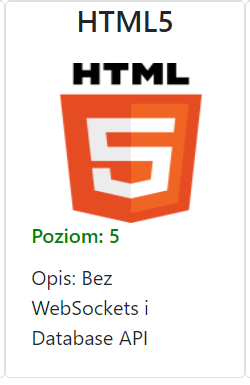 HTML5
HTML
5
Poziom: 5
Opis: Bez
WebSockets i
Database API